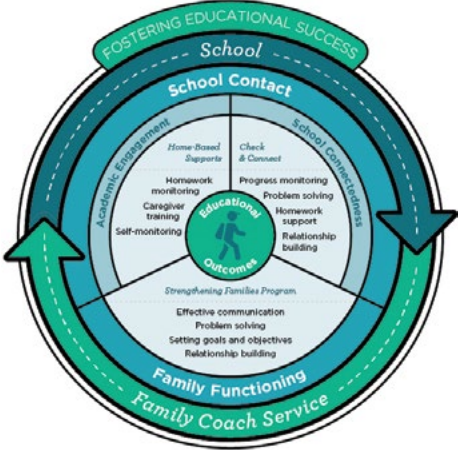 FOSTERING EDUCATIONAL SUCCESS
School
School Contact
Academic Engagement
School Connectedness
Home-Based
Supports
Homework
monitoring
Caregiver
training
Self-monitoring
Check
& Connect
Progress monitoring
Problem solving
Homework
support
Relationship
building
Educational
Outcomes
Strengthening Families Program
Effective communication
Problem solving
Setting goals and objectives
Relationship building
Family Functioning
Family Coach Service